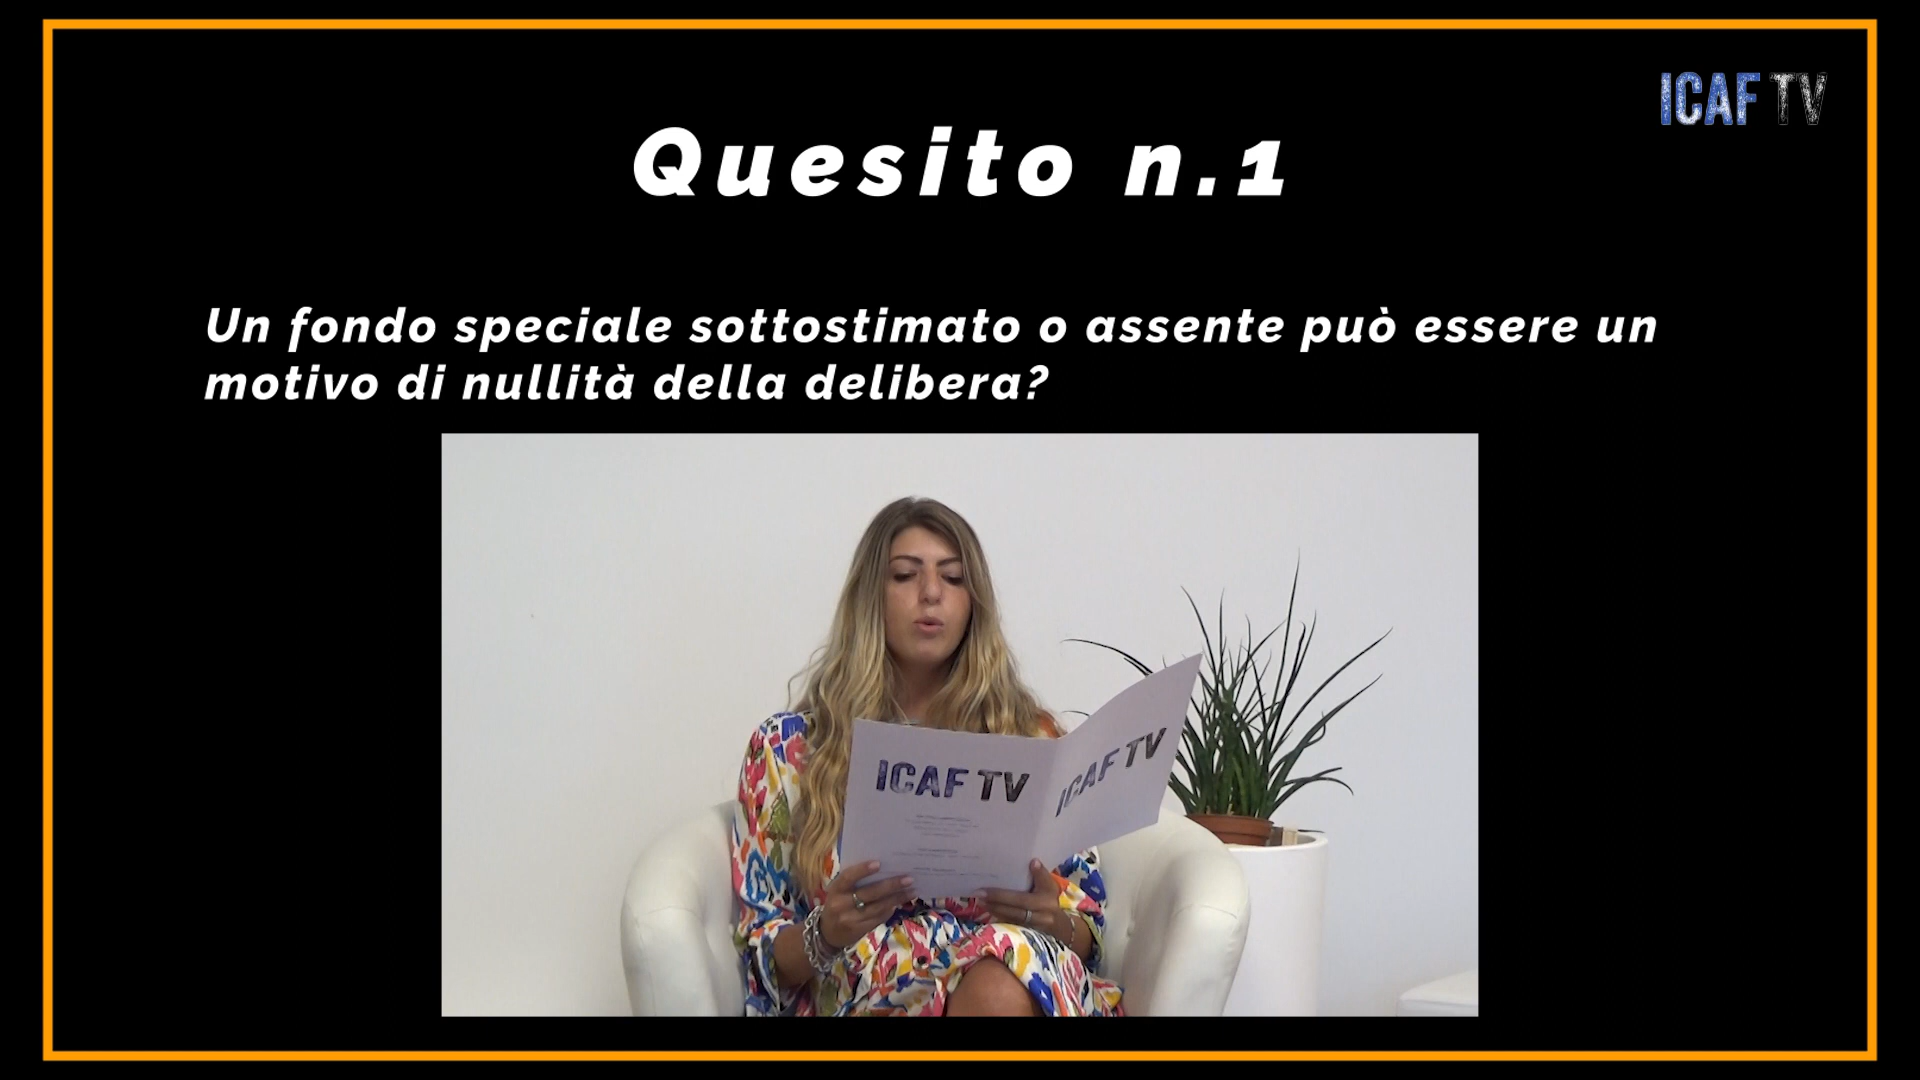 ICAF TV
Quesito n.1
Un fondo speciale sottostimato o assente può essere un
motivo di nullità della delibera?
ICAF TV
ICAF TV